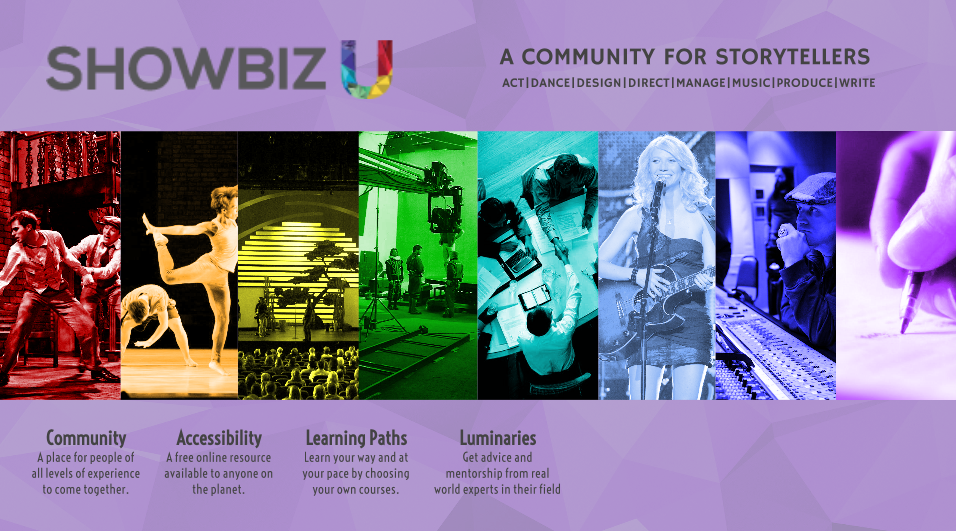 SHOWBIZ U
A COMMUNITY FOR STORYTELLERS
ACT|DANCE|DESIGN|DIRECT|MANAGE|MUSIC|PRODUCE|WRITE
Community
A place for people of
all levels of experience
to come together.
Accessibility
A free online resource
available to anyone on
the planet.
Learning Paths
Learn your way and at
your pace by choosing
your own courses.
Luminaries
Get advice and
mentorship from real
world experts in their field